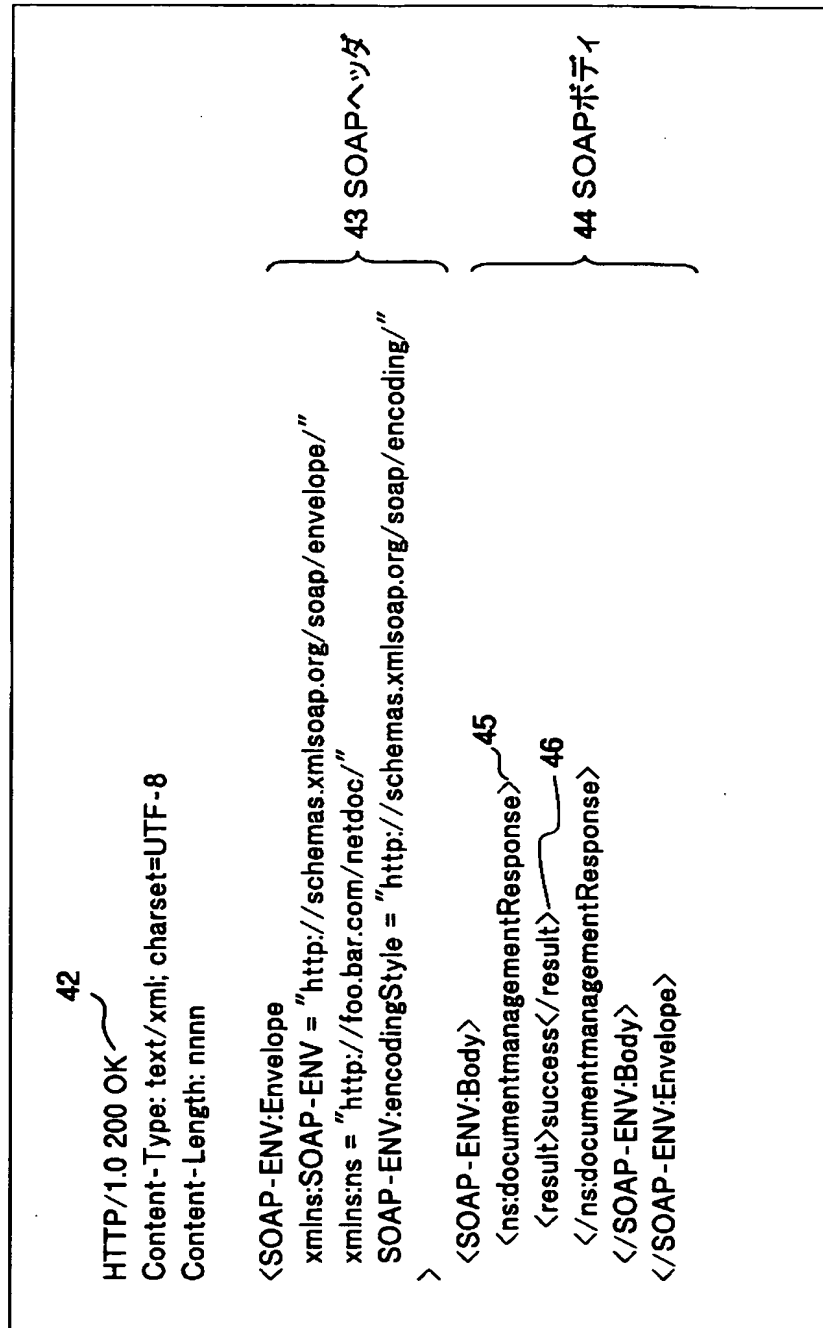 42
HTTP/1.0 200 OK
Content-Type: text/xml; charset=UTF-8
Content-Length: nnnn
<SOAP-ENV:Envelope
xmlns:SOAP-ENV = "http://schemas.xmlsoap.org/soap/envelope/"
xmlns:ns = "http://foo.bar.com/netdoc/"
SOAP-ENV:encodingStyle = "http://schemas.xmlsoap.org/soap/encoding/"
>
43 SOAPヘッダ
<SOAP-ENV:Body>
<ns:documentmanagementResponse> 45
<result>success</result> 46
</ns:documentmanagementResponse>
</SOAP-ENV:Body>
</SOAP-ENV:Envelope>
44 SOAPボディ